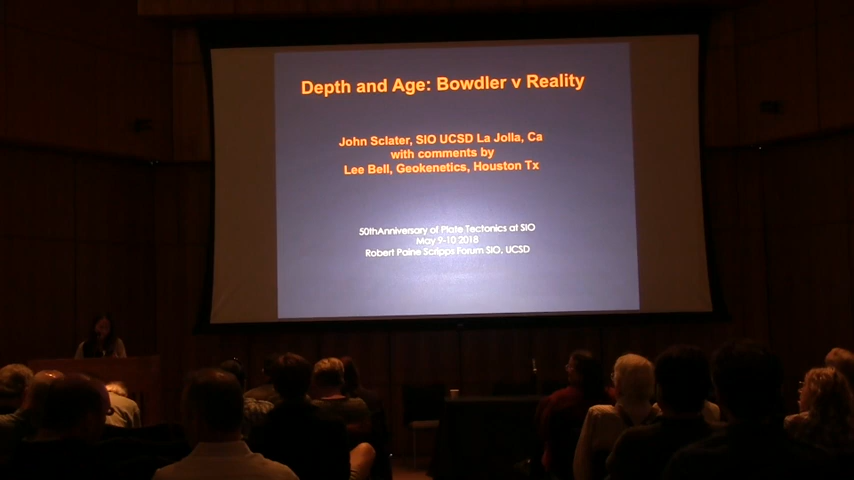 Depth and Age: Bowdler v Reality
John Sclater, SIO UCSD La Jolla, Ca
with comments by
Lee Bell, Geokenetics, Houston Tx
50thAnniversary of Plate Tectonics at SIO
May 9-10 2018
Robert Paine Scripps Forum SIO, UCSD